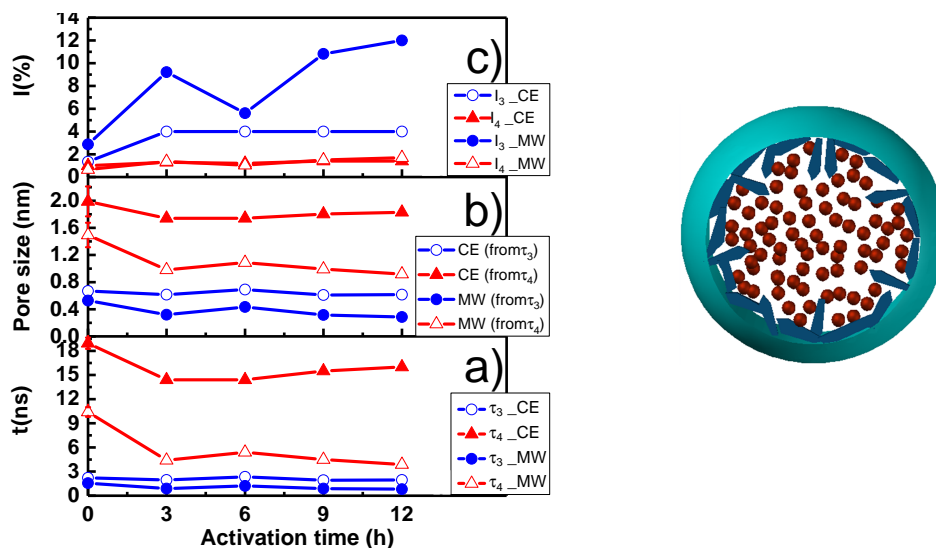 I(%)
14
12
10
8
6
4
2
0
c)
I₃ _CE
I₄ _CE
I₃ _MW
I₄ _MW
Pore size (nm)
2.0
1.6
1.2
0.8
0.4
0.0
b)
CE (fromτ₃)
CE (fromτ₄)
MW (fromτ₃)
MW (fromτ₄)
t(ns)
18
15
12
9
6
3
0
a)
τ₃ _CE
τ₄ _CE
τ₃ _MW
τ₄ _MW
0 3 6 9 12
Activation time (h)